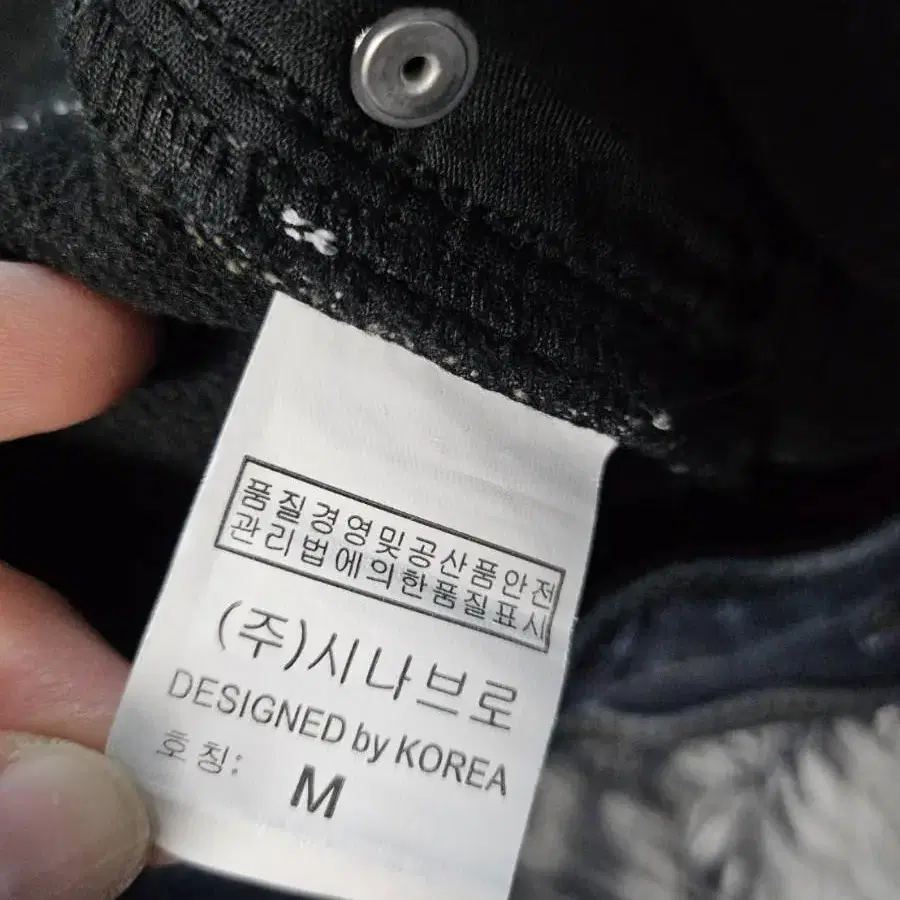 품질경영및공산품안전
관리법에의한품질표시
(주)시나브로
DESIGNED by KOREA
호칭:
M